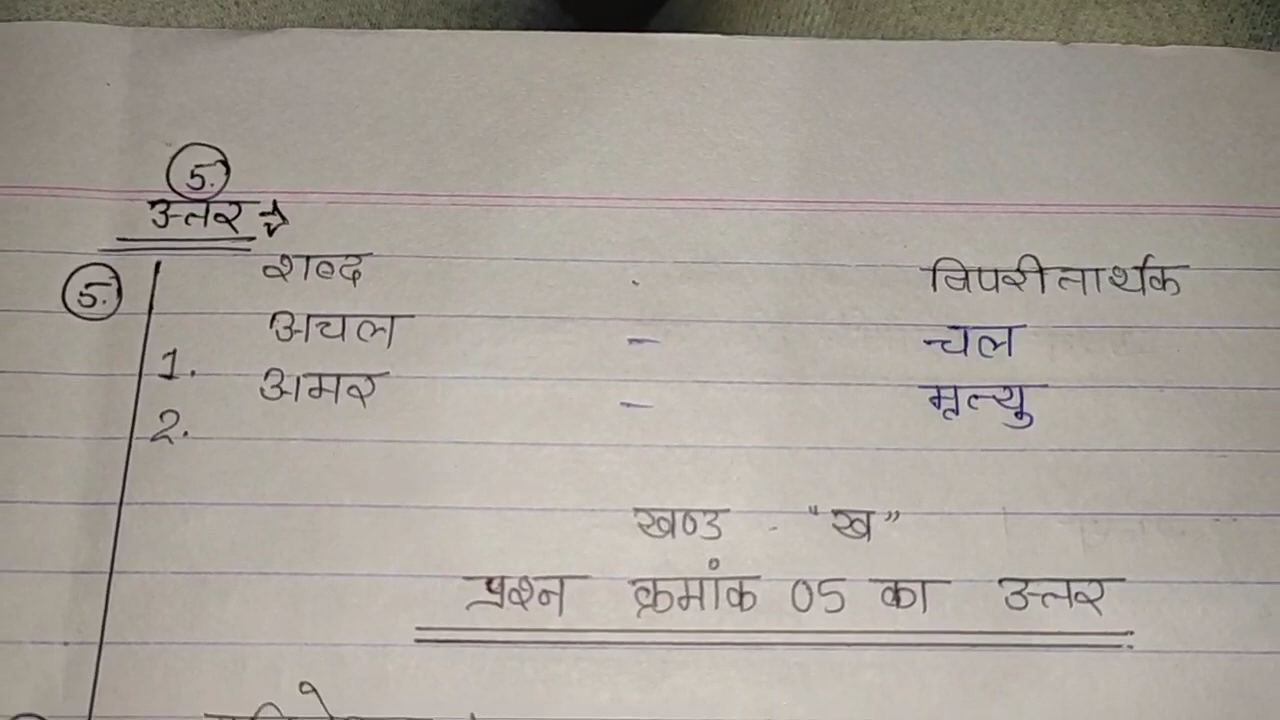 5.
उत्तर →
5. शब्द - विपरीतार्थक
1. अचल - चल
2. अमर - मृत्यु
खण्ड - "ख"
प्रश्न क्रमांक 05 का उत्तर